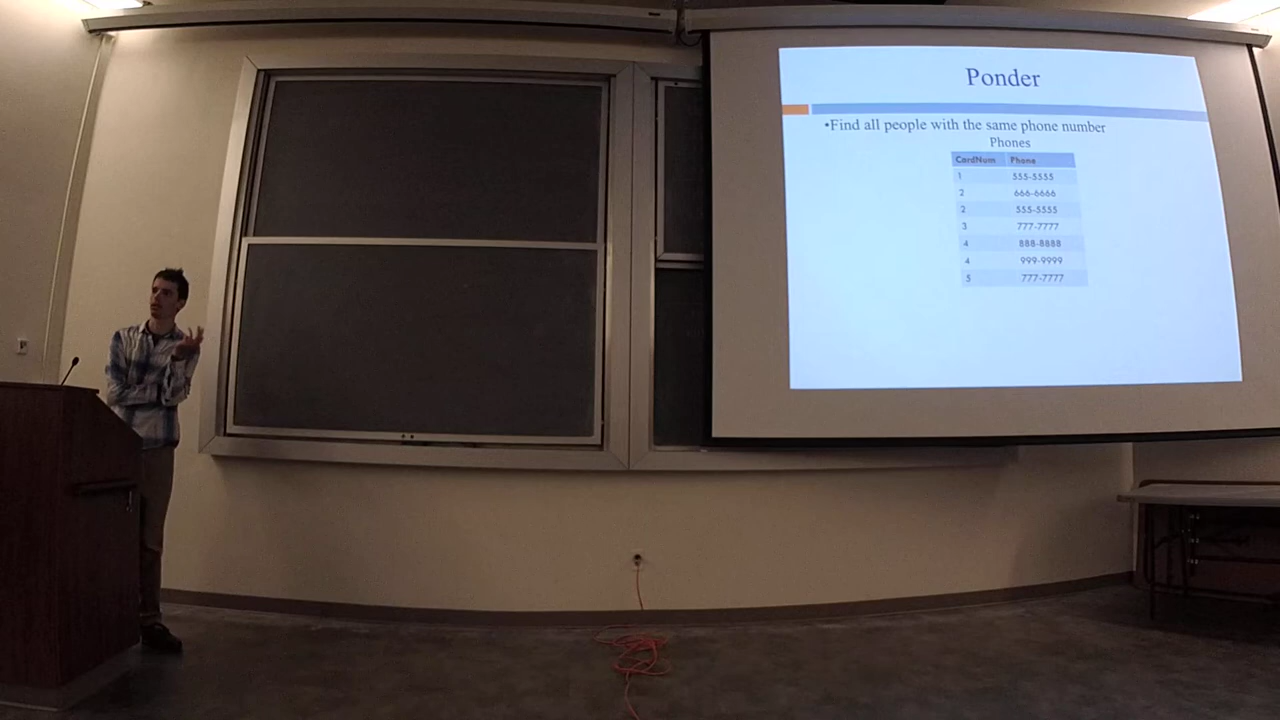 Ponder
•Find all people with the same phone number
Phones
CardNum Phone
1 555-5555
2 666-6666
2 555-5555
3 777-7777
4 888-8888
4 999-9999
5 777-7777